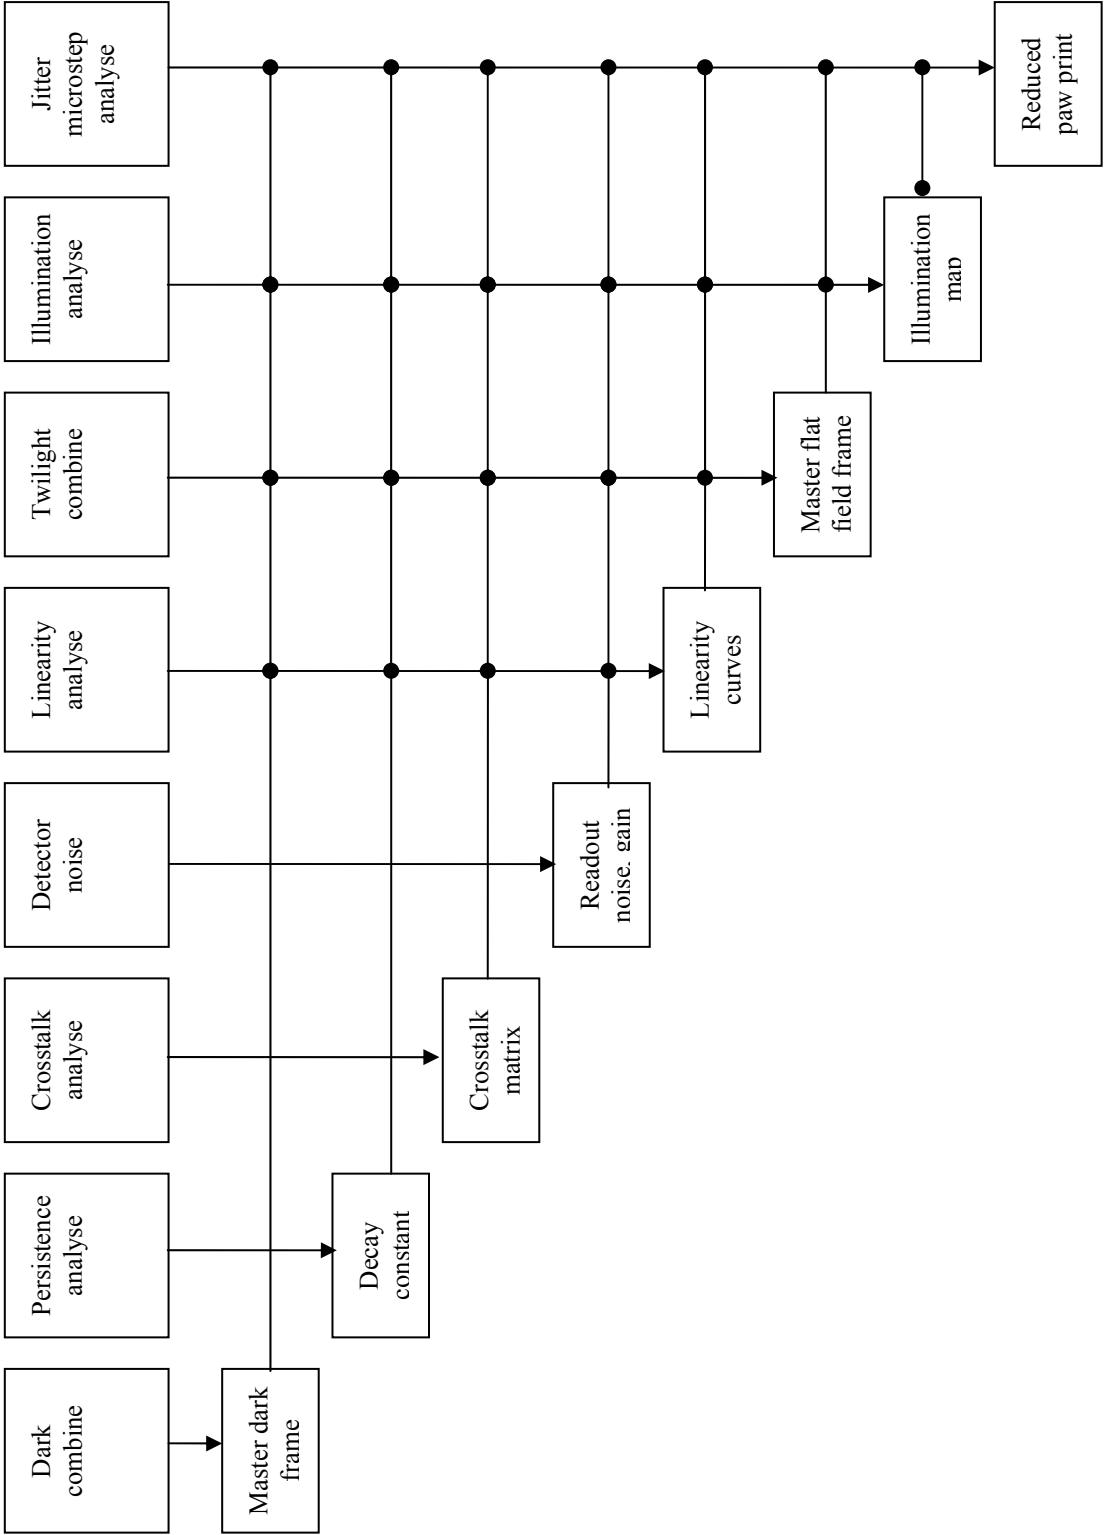 Dark
combine
Persistence
analyse
Crosstalk
analyse
Detector
noise
Linearity
analyse
Twilight
combine
Illumination
analyse
Jitter
microstep
analyse
Master dark
frame
Decay
constant
Crosstalk
matrix
Readout
noise, gain
Linearity
curves
Master flat
field frame
Illumination
map
Reduced
paw print